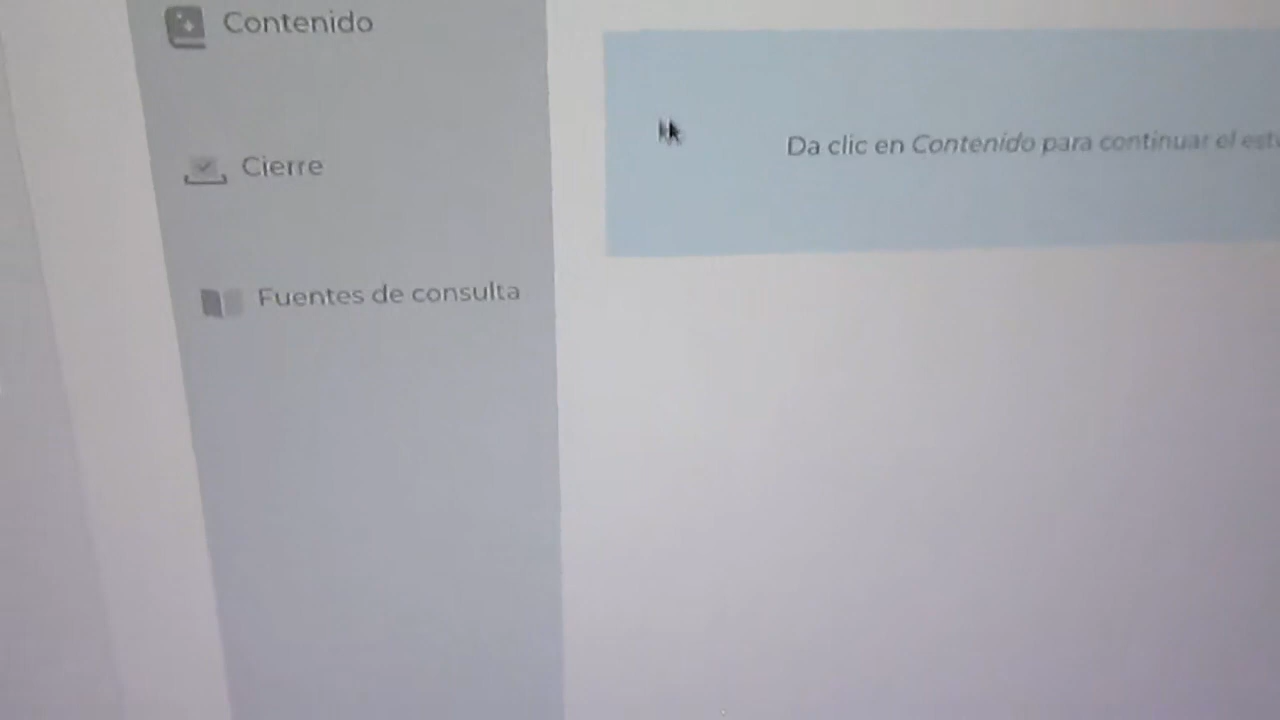 Contenido
Da clic en Contenido para continuar el
Cierre
Fuentes de consulta